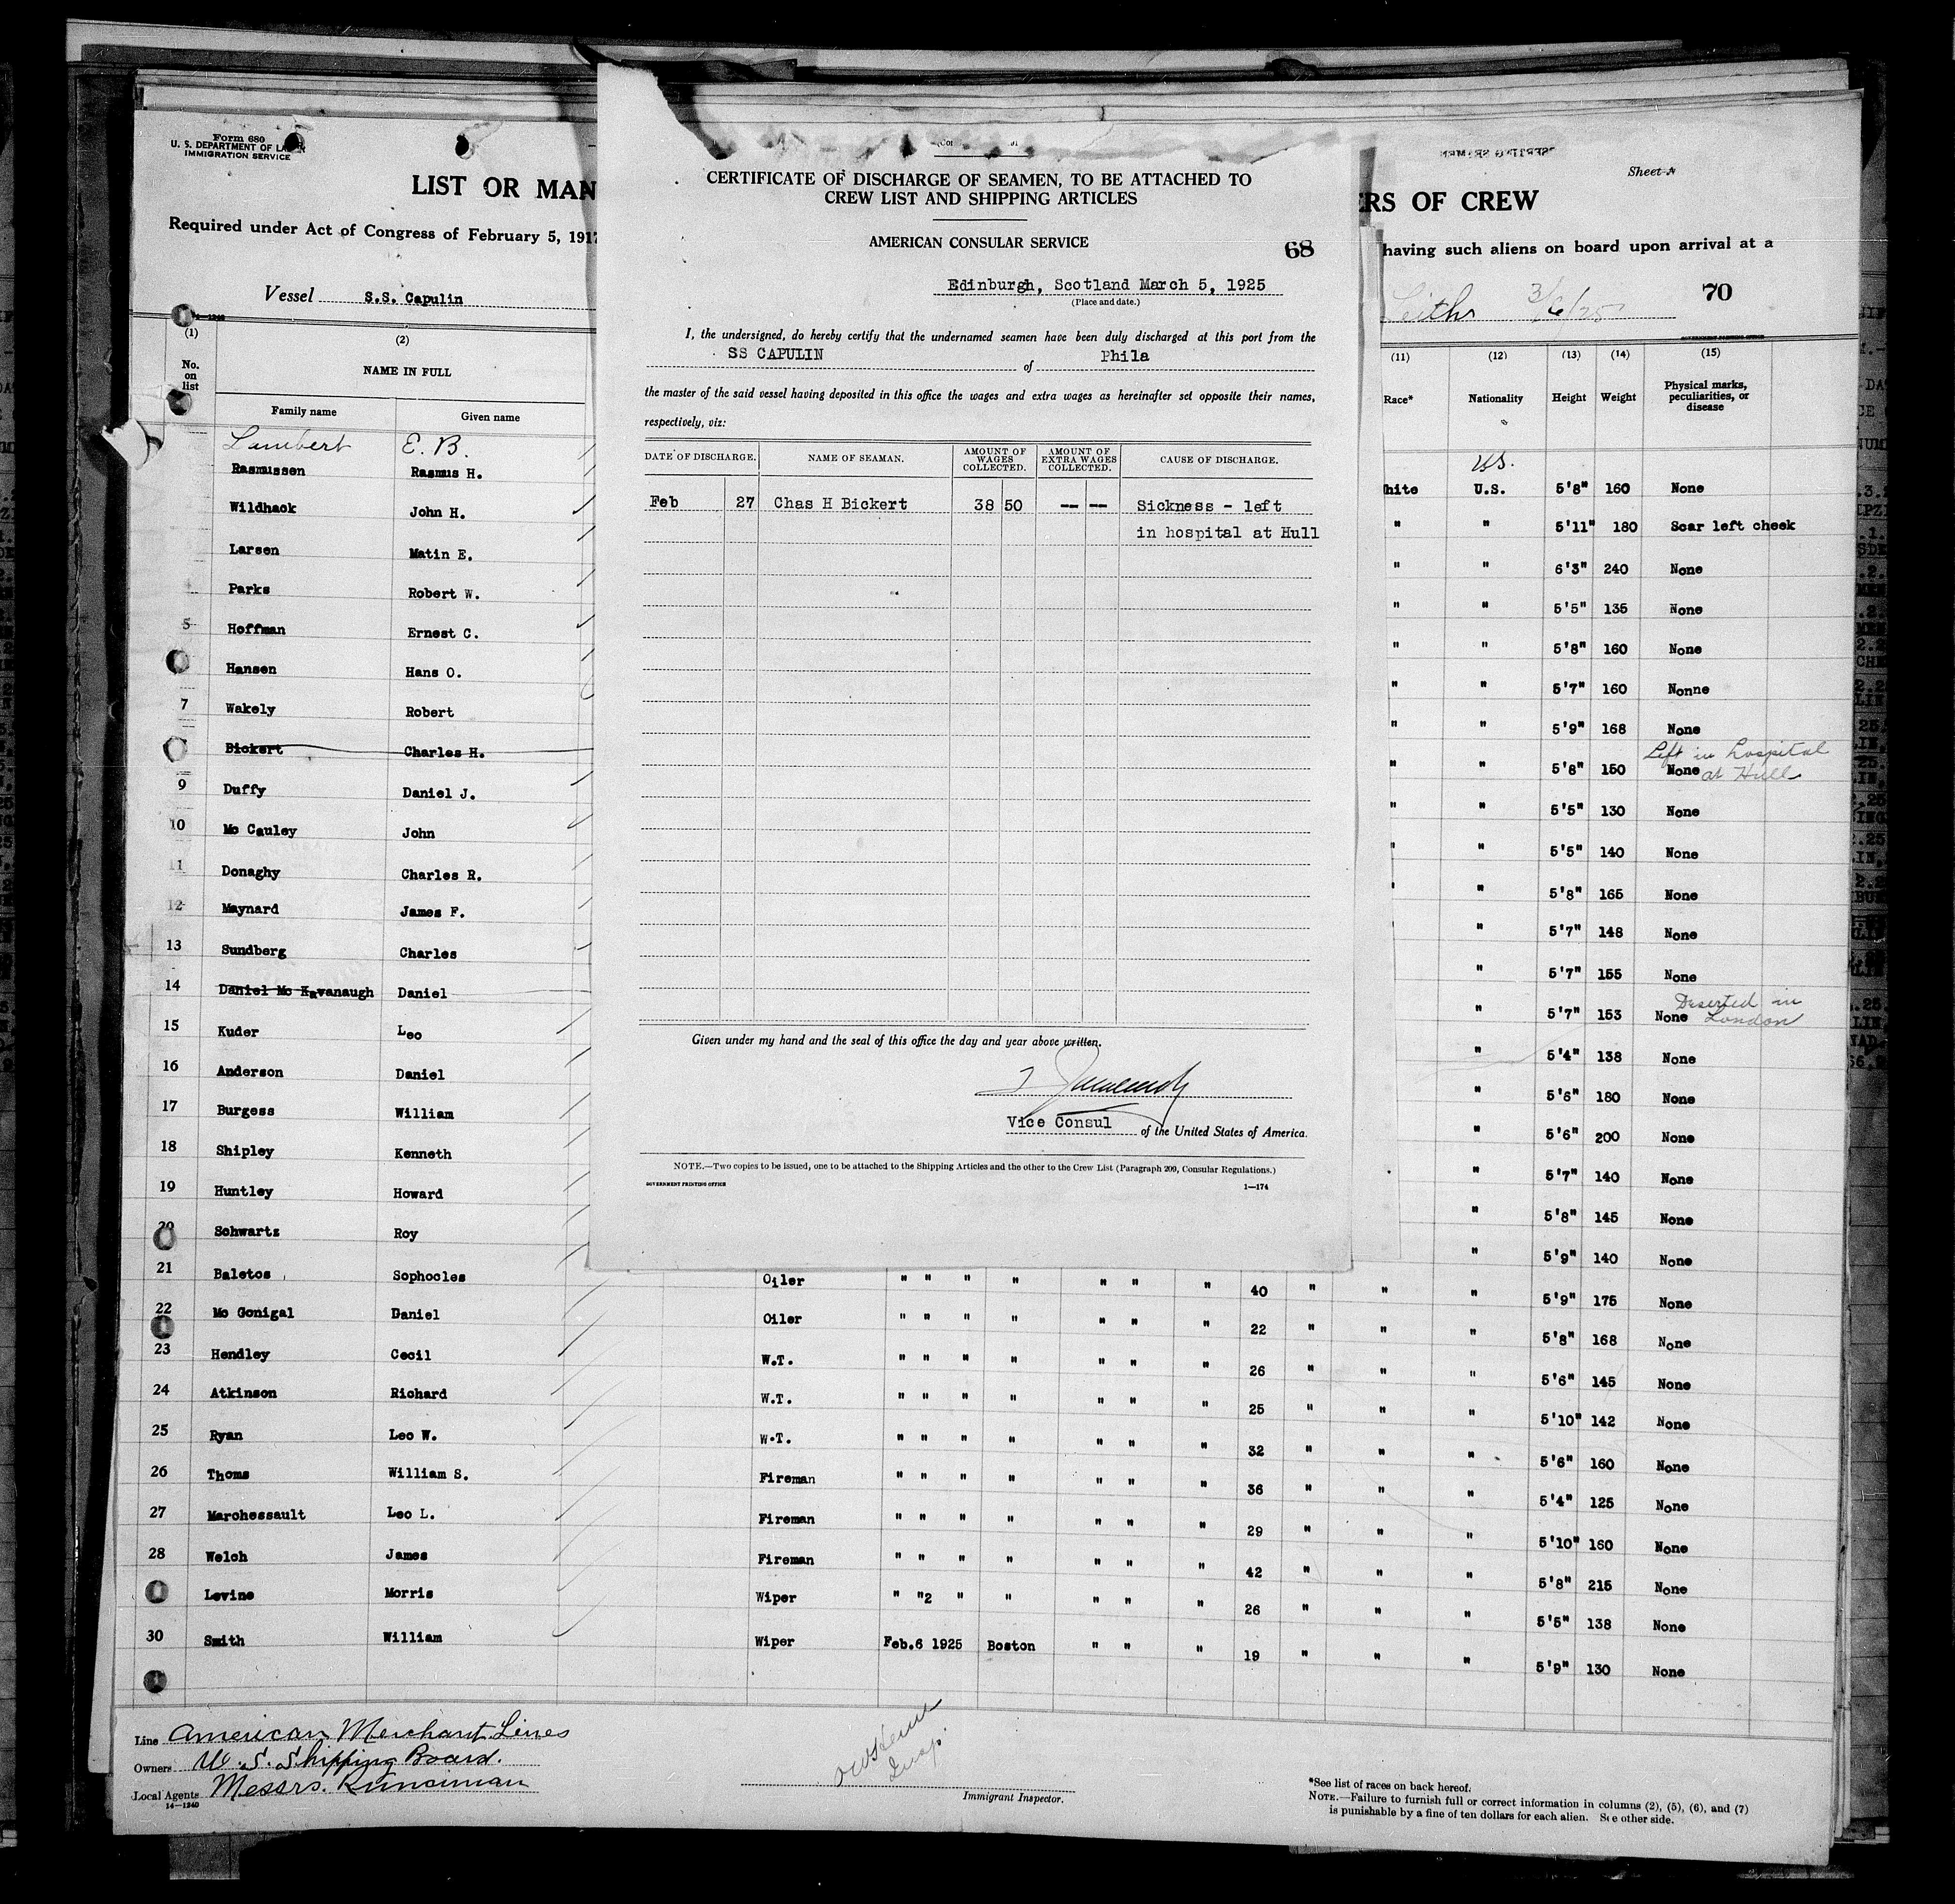 Form 680
U. S. DEPARTMENT OF LABOR
IMMIGRATION SERVICE
LIST OR MAN
Required under Act of Congress of February 5, 1917
Vessel S.S. Capulin
14-1240
(1) (2)
No. on list
NAME IN FULL
Family name Given name
Lambert E. B.
Rasmussen Rasmus H.
Wildhack John H.
Larsen Matin E.
Parks Robert W.
5 Hoffman Ernest C.
Hansen Hans O.
7 Wakely Robert
Bickert Charles H.
9 Duffy Daniel J.
10 Mc Cauley John
11 Donaghy Charles R.
12 Maynard James F.
13 Sundberg Charles
14 Daniel Mc Kavanaugh Daniel
15 Kuder Leo
16 Anderson Daniel
17 Burgess William
18 Shipley Kenneth
19 Huntley Howard
20 Schwartz Roy
21 Baletos Sophocles Oiler " " " " " " " 40 " " " 5'9" 175 None
22 Mc Gonigal Daniel Oiler " " " " " " " 22 " " " 5'8" 168 None
23 Hendley Cecil W.T. " " " " " " " 26 " " " 5'6" 145 None
24 Atkinson Richard W.T. " " " " " " " 25 " " " 5'10" 142 None
25 Ryan Leo W. W.T. " " " " " " " 32 " " " 5'6" 160 None
26 Thoms William S. Fireman " " " " " " " 36 " " " 5'4" 125 None
27 Marchessault Leo L. Fireman " " " " " " " 29 " " " 5'10" 160 None
28 Welch James Fireman " " " " " " " 42 " " " 5'8" 215 None
Levine Morris Wiper " "2 " " " " " 26 " " " 5'5" 138 None
30 Smith William Wiper Feb.6 1925 Boston " " " 19 " " " 5'9" 130 None
Line American Merchant Lines
Owners U. S. Shipping Board.
Local Agents Messrs. Runciman
14-1240
Insp.
Immigrant Inspector.
*See list of races on back hereof.
NOTE.—Failure to furnish full or correct information in columns (2), (5), (6), and (7)
is punishable by a fine of ten dollars for each alien. See other side.
CERTIFICATE OF DISCHARGE OF SEAMEN, TO BE ATTACHED TO
CREW LIST AND SHIPPING ARTICLES
AMERICAN CONSULAR SERVICE
68
Edinburgh, Scotland March 5, 1925
(Place and date.)
I, the undersigned, do hereby certify that the undernamed seamen have been duly discharged at this port from the
SS CAPULIN of Phila
the master of the said vessel having deposited in this office the wages and extra wages as hereinafter set opposite their names,
respectively, viz:
DATE OF DISCHARGE. NAME OF SEAMAN. AMOUNT OF WAGES COLLECTED. AMOUNT OF EXTRA WAGES COLLECTED. CAUSE OF DISCHARGE.
Feb 27 Chas H Bickert 38 50 -- -- Sickness - left
in hospital at Hull
Given under my hand and the seal of this office the day and year above written.
Vice Consul of the United States of America.
NOTE.—Two copies to be issued, one to be attached to the Shipping Articles and the other to the Crew List (Paragraph 209, Consular Regulations.)
GOVERNMENT PRINTING OFFICE 1—174
Sheet
ERS OF CREW
having such aliens on board upon arrival at a
Leith 3/6/25 70
GOVERNMENT PRINTING OFFICE
(11) (12) (13) (14) (15)
Race* Nationality Height Weight Physical marks, peculiarities, or disease
US.
hite U.S. 5'8" 160 None
" " 5'11" 180 Scar left cheek
" " 6'3" 240 None
" " 5'5" 135 None
" " 5'8" 160 None
" " 5'7" 160 Nonne
" " 5'9" 168 None
" " 5'8" 150 None Left in hospital at Hull
" " 5'5" 130 None
" " 5'5" 140 None
" " 5'8" 165 None
" 5'7" 148 None
" 5'7" 155 None
" 5'7" 153 None Deserted in London
" 5'4" 138 None
" 5'6" 180 None
" 5'6" 200 None
" 5'7" 140 None
" 5'8" 145 None
" 5'9" 140 None